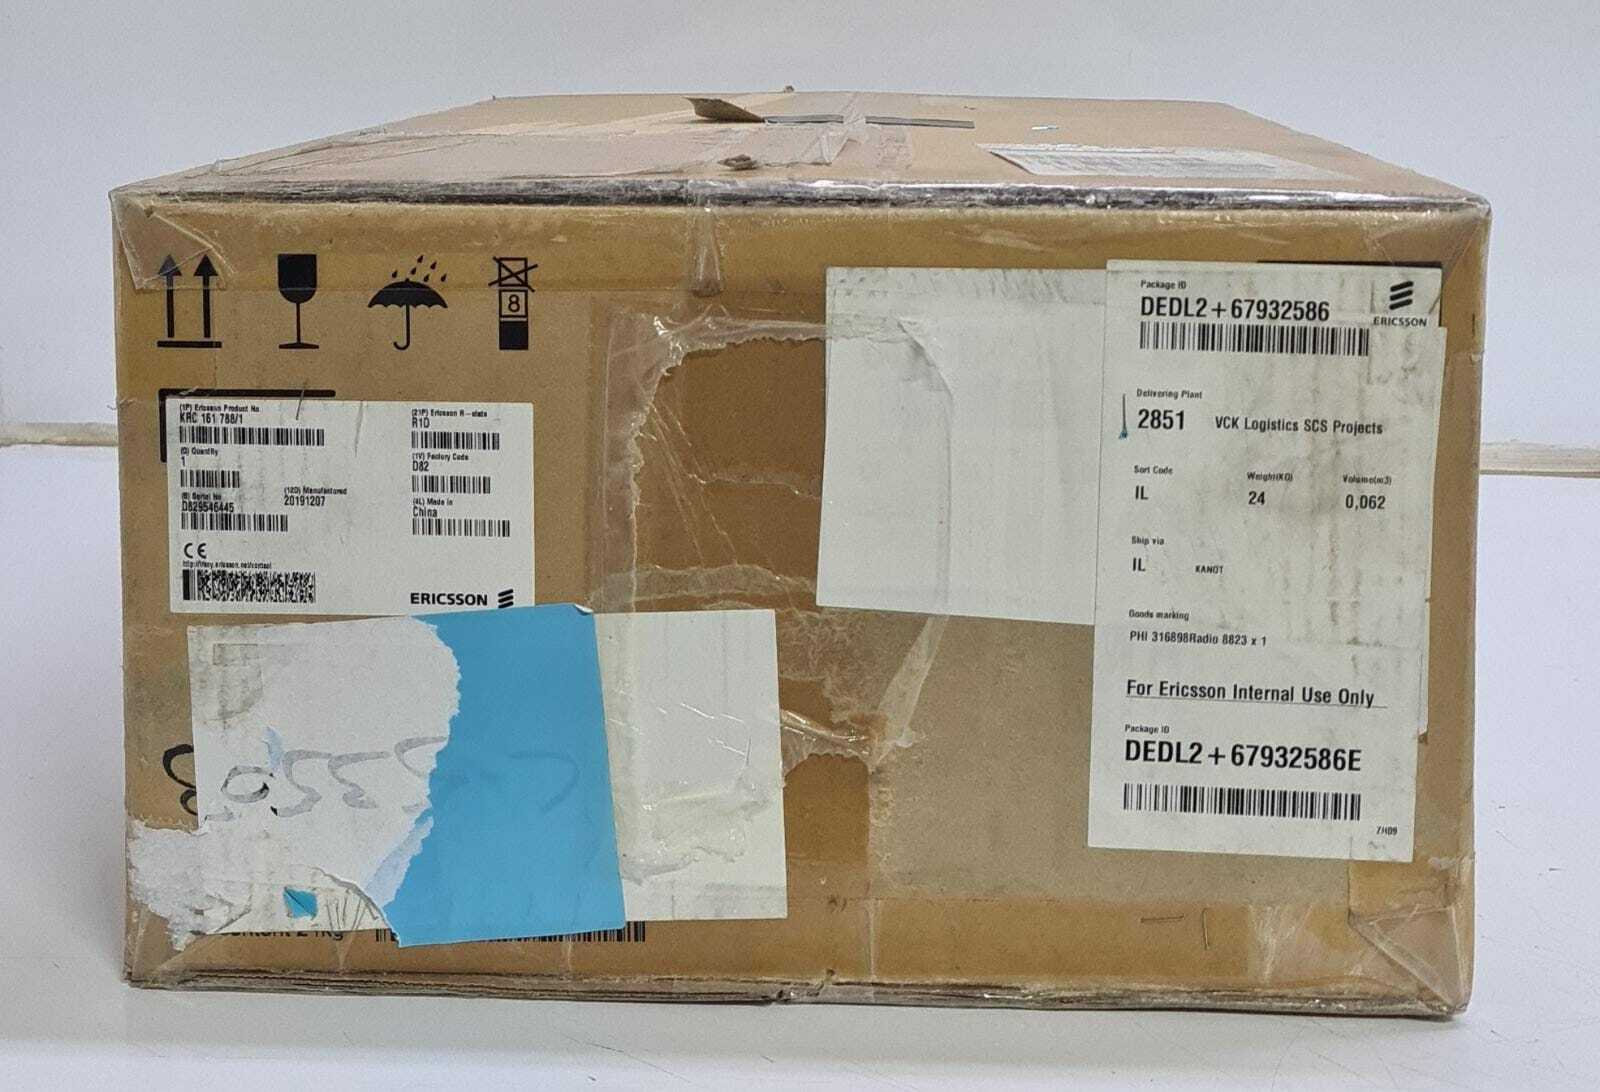 8
(1P) Ericsson Product No
KRC 161 788/1
(21P) Ericsson R-state
R1D
(Q) Quantity
1
(1V) Factory Code
D82
(S) Serial No
D829546445
(12D) Manufactured
20191207
(4L) Made in
China
CE
ERICSSON
Package ID
DEDL2+67932586
ERICSSON
Delivering Plant
2851 VCK Logistics SCS Projects
Sort Code Weight(KG) Volume(m3)
IL 24 0,062
Ship via
IL KANOT
Goods marking
PHI 316898Radio 8823 x 1
For Ericsson Internal Use Only
Package ID
DEDL2+67932586E
ZH09